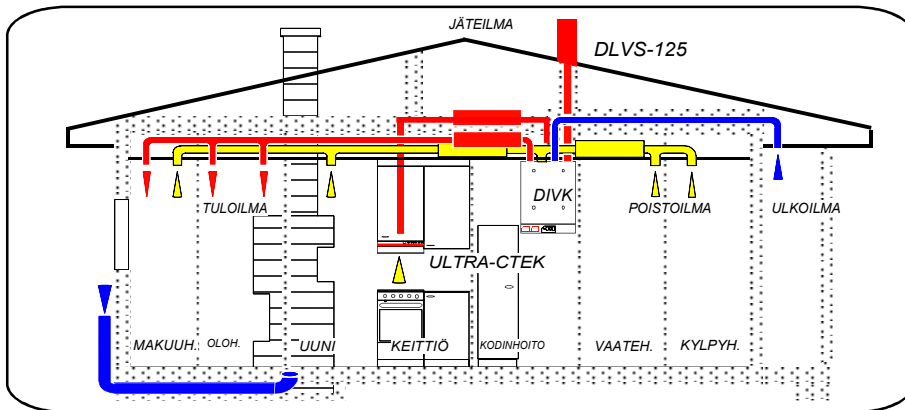 JÄTEILMA
DLVS-125
DIVK
TULOILMA
POISTOILMA
ULKOILMA
ULTRA-CTEK
MAKUUH.
OLOH.
UUNI
KEITTIÖ
KODINHOITO
VAATEH.
KYLPYH.